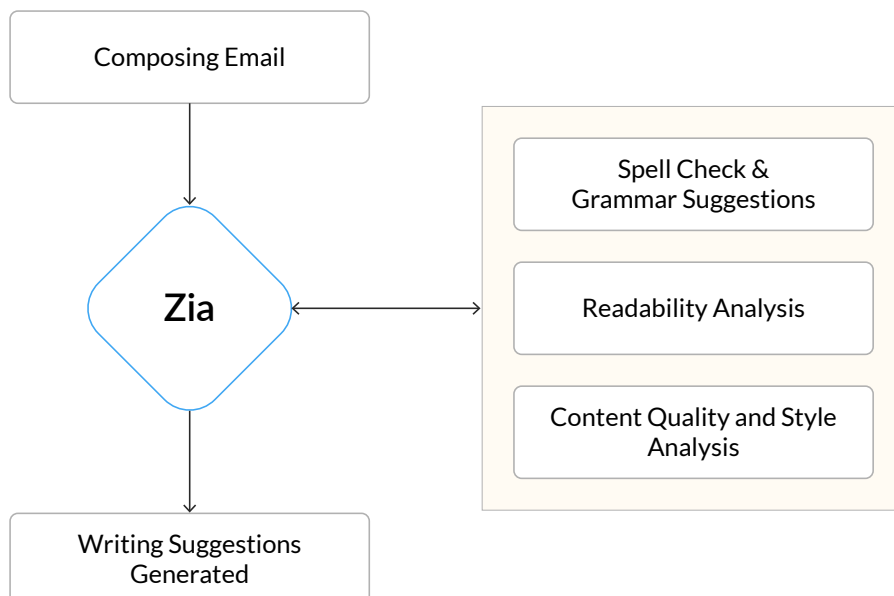 Composing Email
Zia
Spell Check &
Grammar Suggestions
Readability Analysis
Content Quality and Style
Analysis
Writing Suggestions
Generated